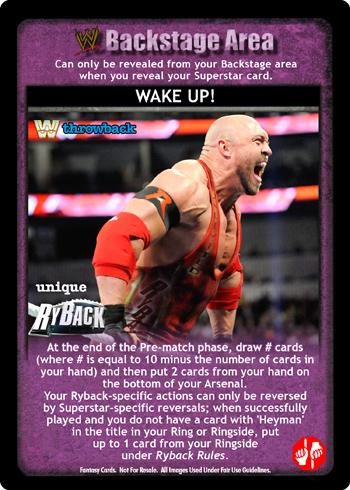 W Backstage Area
Can only be revealed from your Backstage area
when you reveal your Superstar card.
WAKE UP!
W throwback
unique
RYBACK
At the end of the Pre-match phase, draw # cards
(where # is equal to 10 minus the number of cards in
your hand) and then put 2 cards from your hand on
the bottom of your Arsenal.
Your Ryback-specific actions can only be reversed
by Superstar-specific reversals; when successfully
played and you do not have a card with 'Heyman'
in the title in your Ring or Ringside, put
up to 1 card from your Ringside
under Ryback Rules.
Fantasy Cards. Not For Resale. All Images Used Under Fair Use Guidelines.